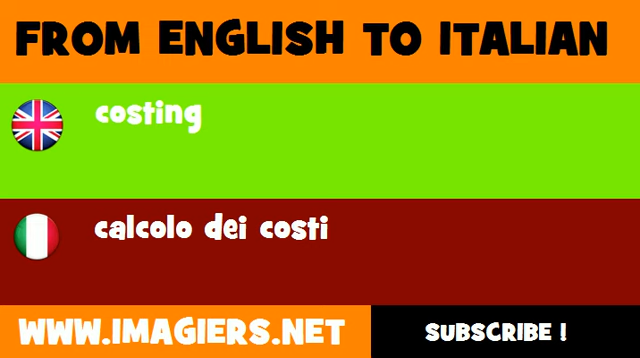 FROM ENGLISH TO ITALIAN
costing
calcolo dei costi
WWW.IMAGIERS.NET
SUBSCRIBE !